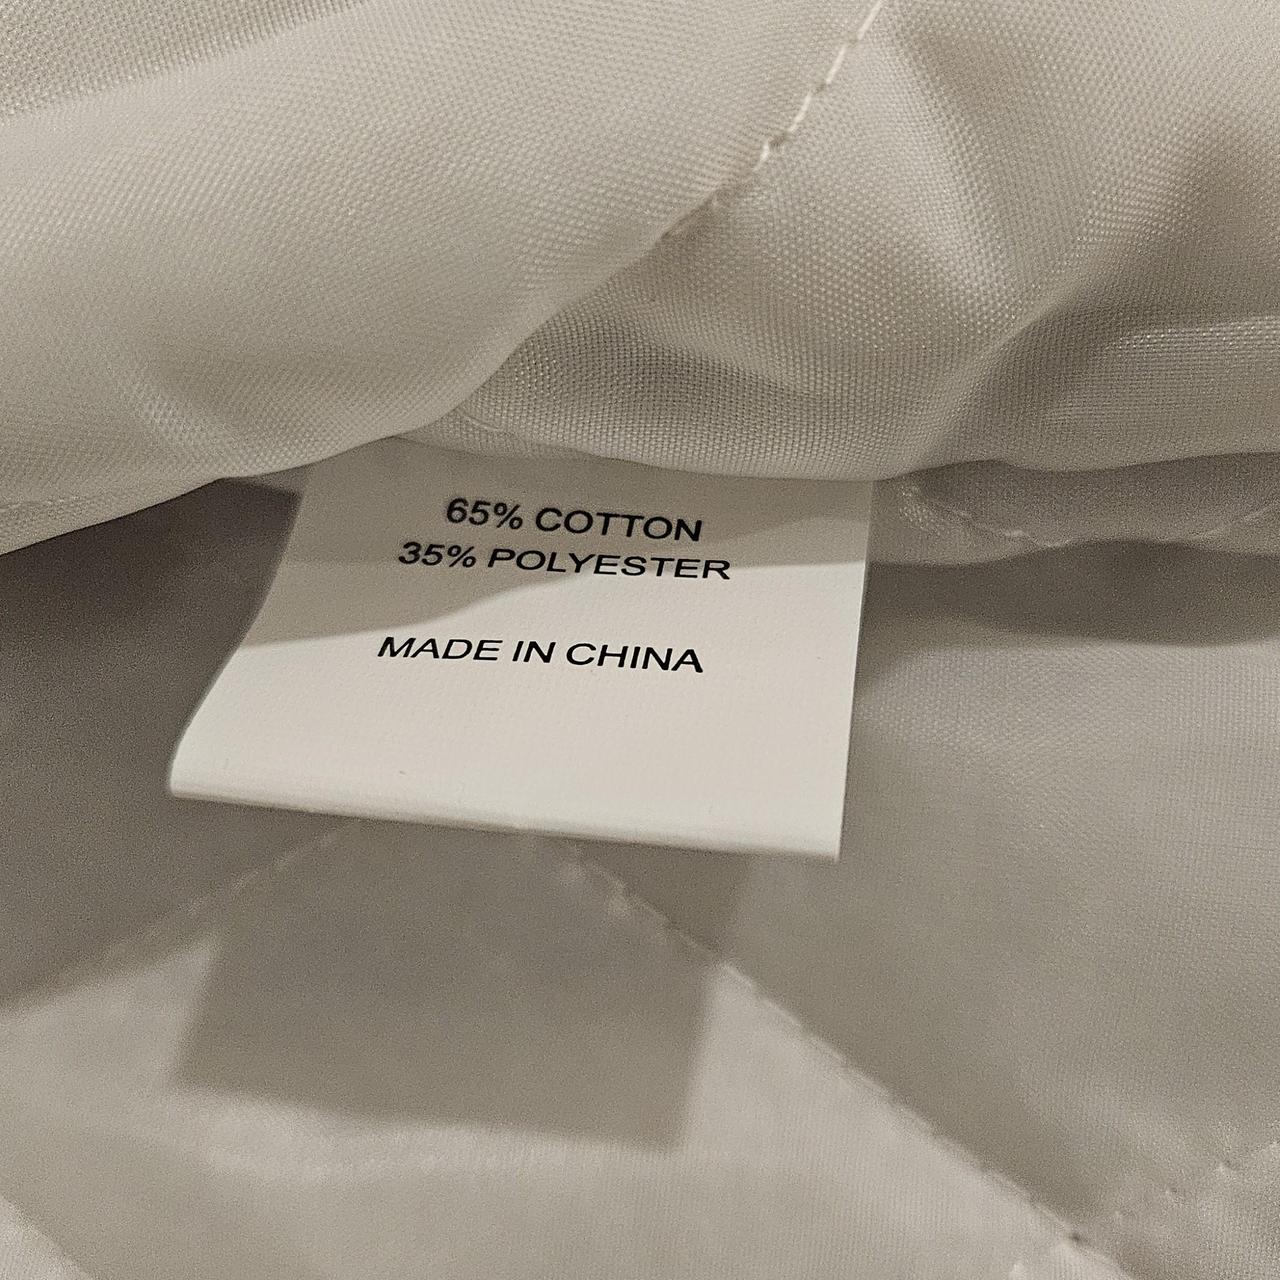 65% COTTON
35% POLYESTER
MADE IN CHINA